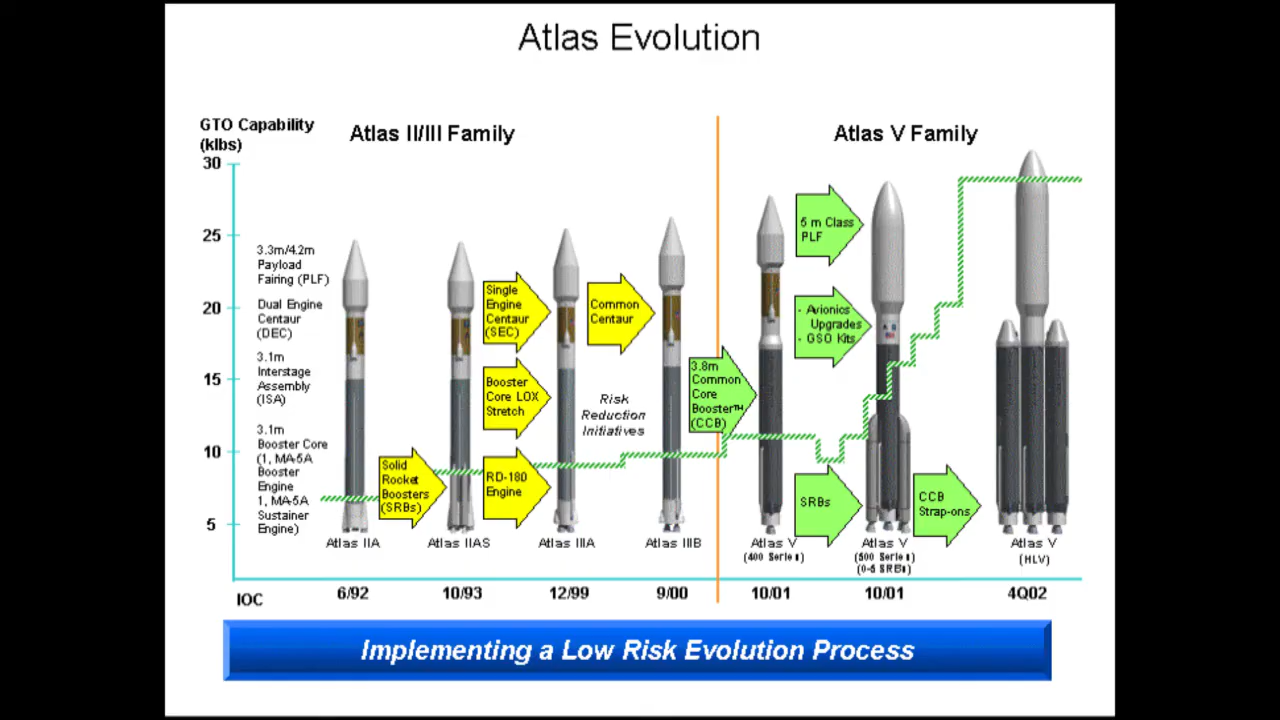 Atlas Evolution
GTO Capability
(klbs)
Atlas II/III Family
Atlas V Family
30
25
20
15
10
5
3.3m/4.2m
Payload
Fairing (PLF)
Dual Engine
Centaur
(DEC)
3.1m
Interstage
Assembly
(ISA)
3.1m
Booster Core
(1, MA-5A
Booster
Engine
1, MA-5A
Sustainer
Engine)
Solid
Rocket
Boosters
(SRBs)
Single
Engine
Centaur
(SEC)
Booster
Core LOX
Stretch
RD-180
Engine
Common
Centaur
Risk
Reduction
Initiatives
3.8m
Common
Core
Booster™
(CCB)
5 m Class
PLF
- Avionics
Upgrades
- GSO Kits
SRBs
CCB
Strap-ons
Atlas IIA
Atlas IIAS
Atlas IIIA
Atlas IIIB
Atlas V
(400 Series)
Atlas V
(500 Series)
(0-5 SRBs)
Atlas V
(HLV)
IOC
6/92
10/93
12/99
9/00
10/01
10/01
4Q02
Implementing a Low Risk Evolution Process